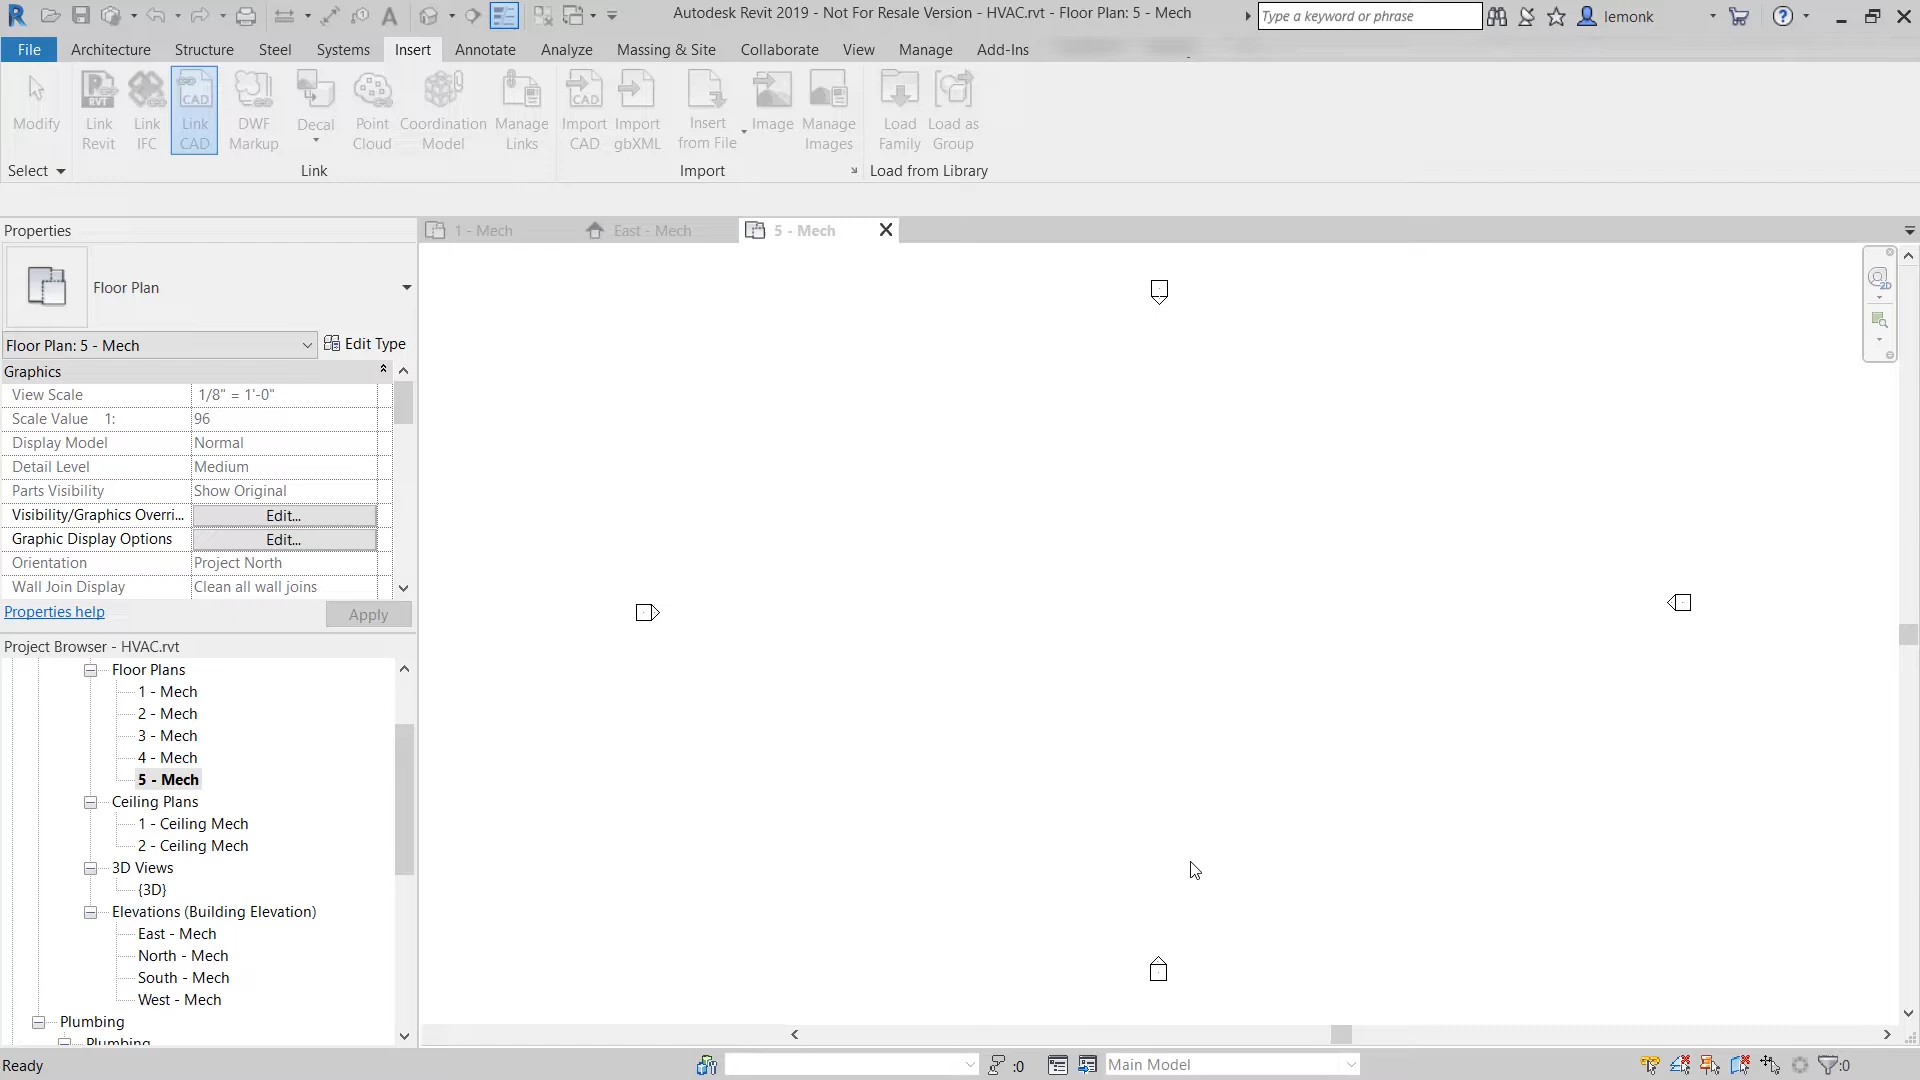 Autodesk Revit 2019 - Not For Resale Version - HVAC.rvt - Floor Plan: 5 - Mech
Type a keyword or phrase
lemonk
File Architecture Structure Steel Systems Insert Annotate Analyze Massing & Site Collaborate View Manage Add-Ins
Modify
Link Revit
Link IFC
Link CAD
DWF Markup
Decal
Point Cloud
Coordination Model
Manage Links
Import CAD
Import gbXML
Insert from File
Image
Manage Images
Load Family
Load as Group
Select
Link
Import
Load from Library
Properties
1 - Mech
East - Mech
5 - Mech
Floor Plan
Floor Plan: 5 - Mech
Edit Type
Graphics
View Scale 1/8" = 1'-0"
Scale Value 1: 96
Display Model Normal
Detail Level Medium
Parts Visibility Show Original
Visibility/Graphics Overri... Edit...
Graphic Display Options Edit...
Orientation Project North
Wall Join Display Clean all wall joins
Properties help
Apply
Project Browser - HVAC.rvt
Floor Plans
1 - Mech
2 - Mech
3 - Mech
4 - Mech
5 - Mech
Ceiling Plans
1 - Ceiling Mech
2 - Ceiling Mech
3D Views
{3D}
Elevations (Building Elevation)
East - Mech
North - Mech
South - Mech
West - Mech
Plumbing
Plumbing
2D
Ready
:0
Main Model
:0